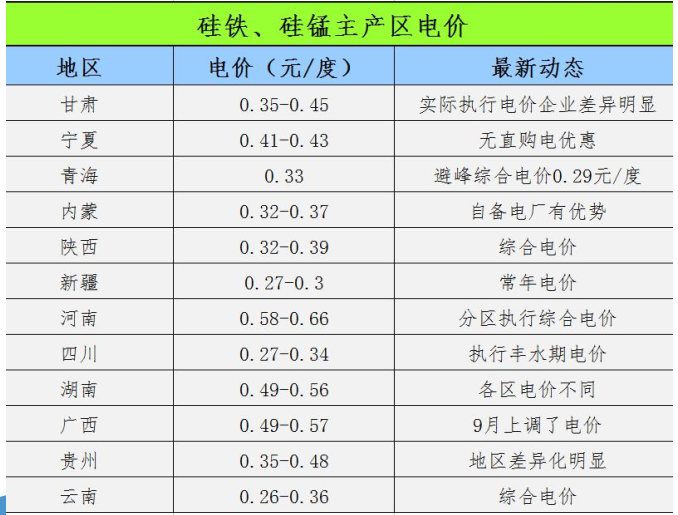 硅铁、硅锰主产区电价
地区 电价（元/度） 最新动态
甘肃 0.35-0.45 实际执行电价企业差异明显
宁夏 0.41-0.43 无直购电优惠
青海 0.33 避峰综合电价0.29元/度
内蒙 0.32-0.37 自备电厂有优势
陕西 0.32-0.39 综合电价
新疆 0.27-0.3 常年电价
河南 0.58-0.66 分区执行综合电价
四川 0.27-0.34 执行丰水期电价
湖南 0.49-0.56 各区电价不同
广西 0.49-0.57 9月上调了电价
贵州 0.35-0.48 地区差异化明显
云南 0.26-0.36 综合电价